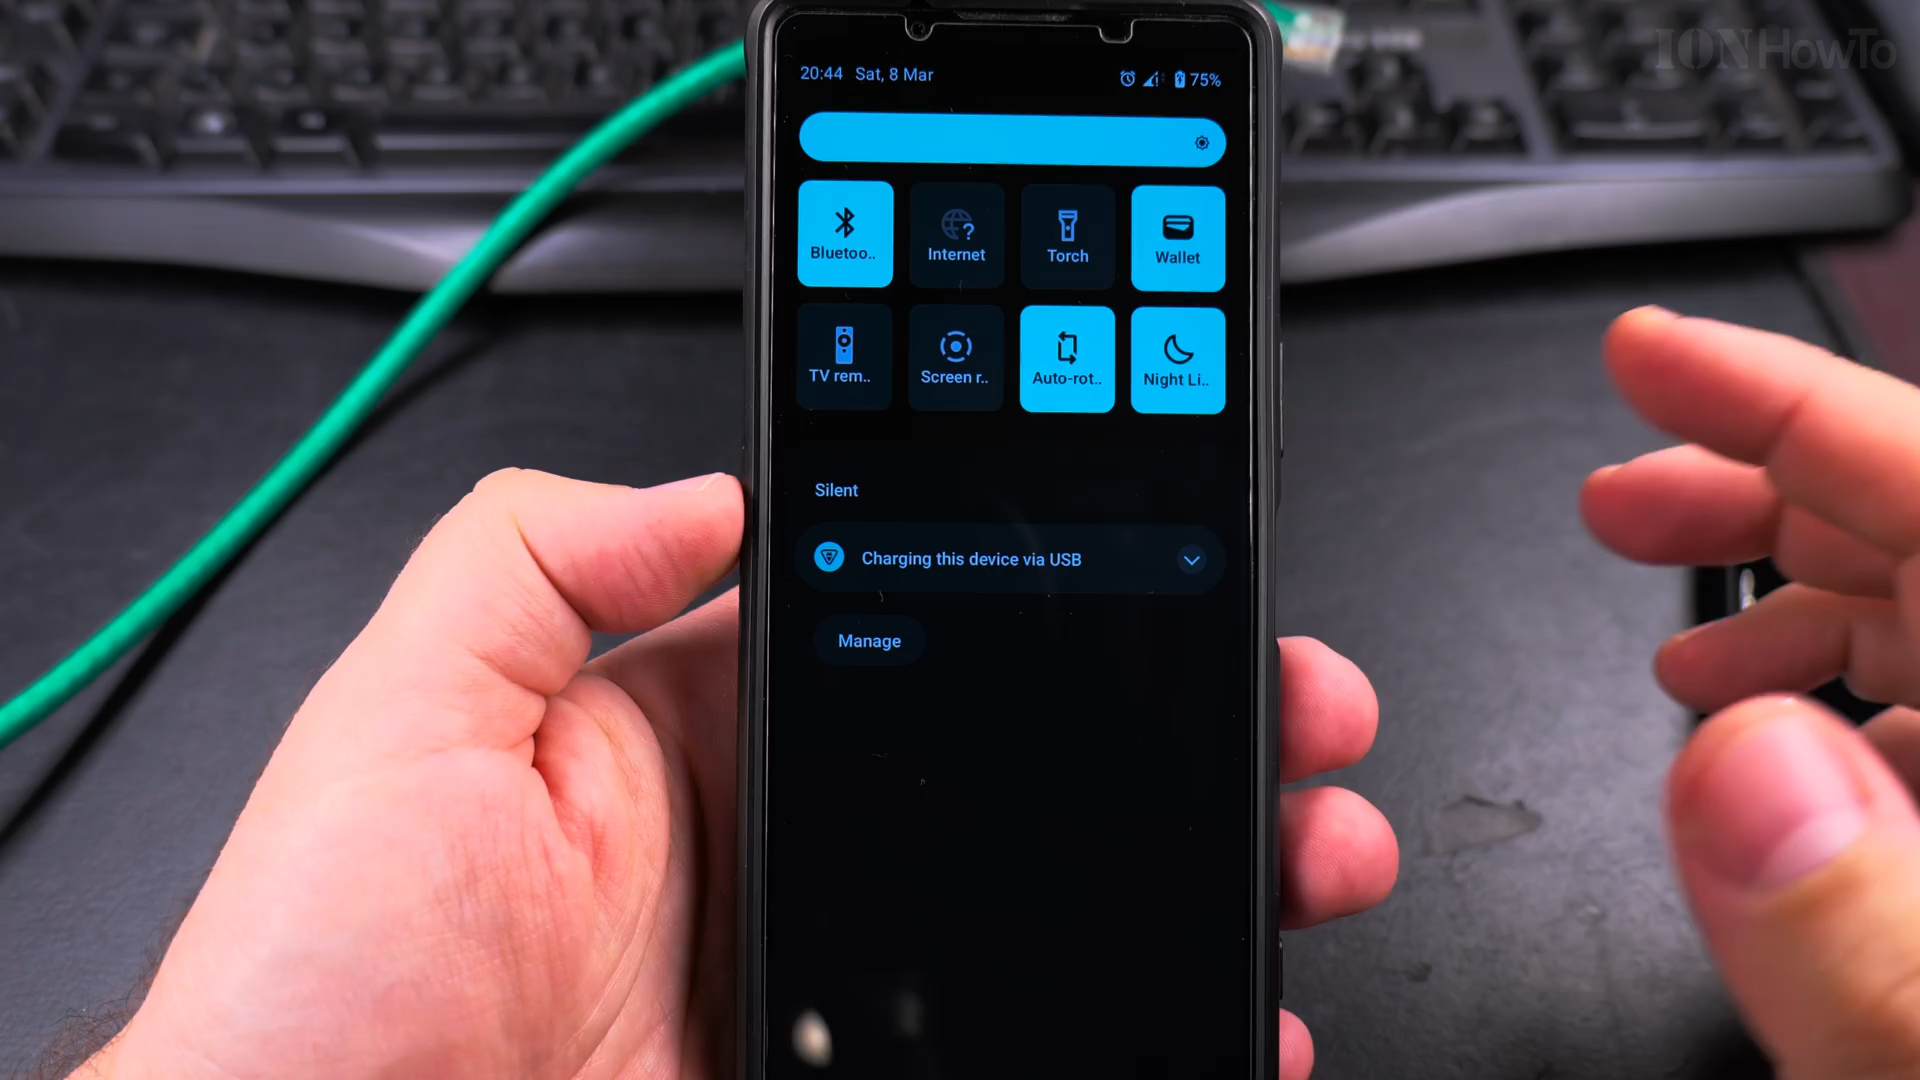 IONHowTo
20:44 Sat, 8 Mar
75%
Bluetoo..
Internet
Torch
Wallet
TV rem..
Screen r..
Auto-rot..
Night Li..
Silent
Charging this device via USB
Manage